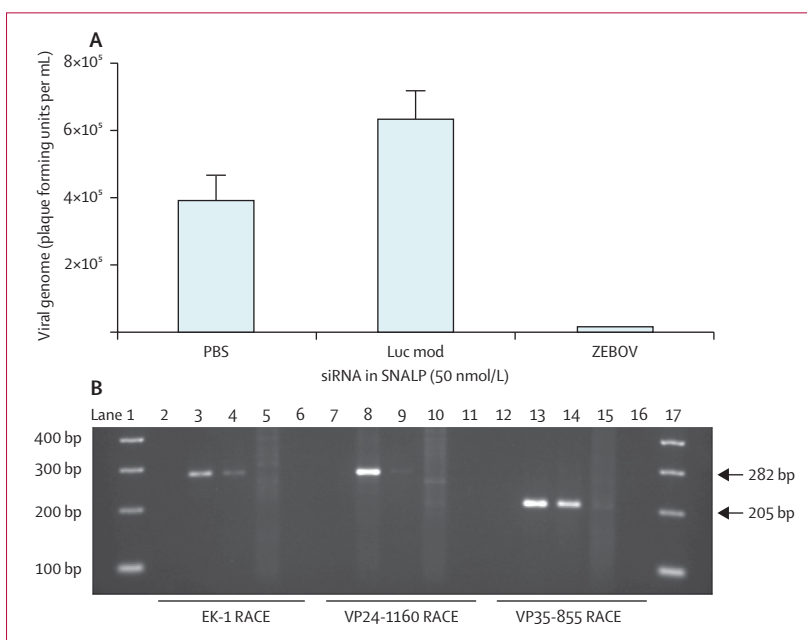 A
Viral genome (plaque forming units per mL)
8×10⁵
6×10⁵
4×10⁵
2×10⁵
PBS Luc mod ZEBOV
siRNA in SNALP (50 nmol/L)
B
Lane 1 2 3 4 5 6 7 8 9 10 11 12 13 14 15 16 17
400 bp
300 bp
200 bp
100 bp
282 bp
205 bp
EK-1 RACE VP24-1160 RACE VP35-855 RACE